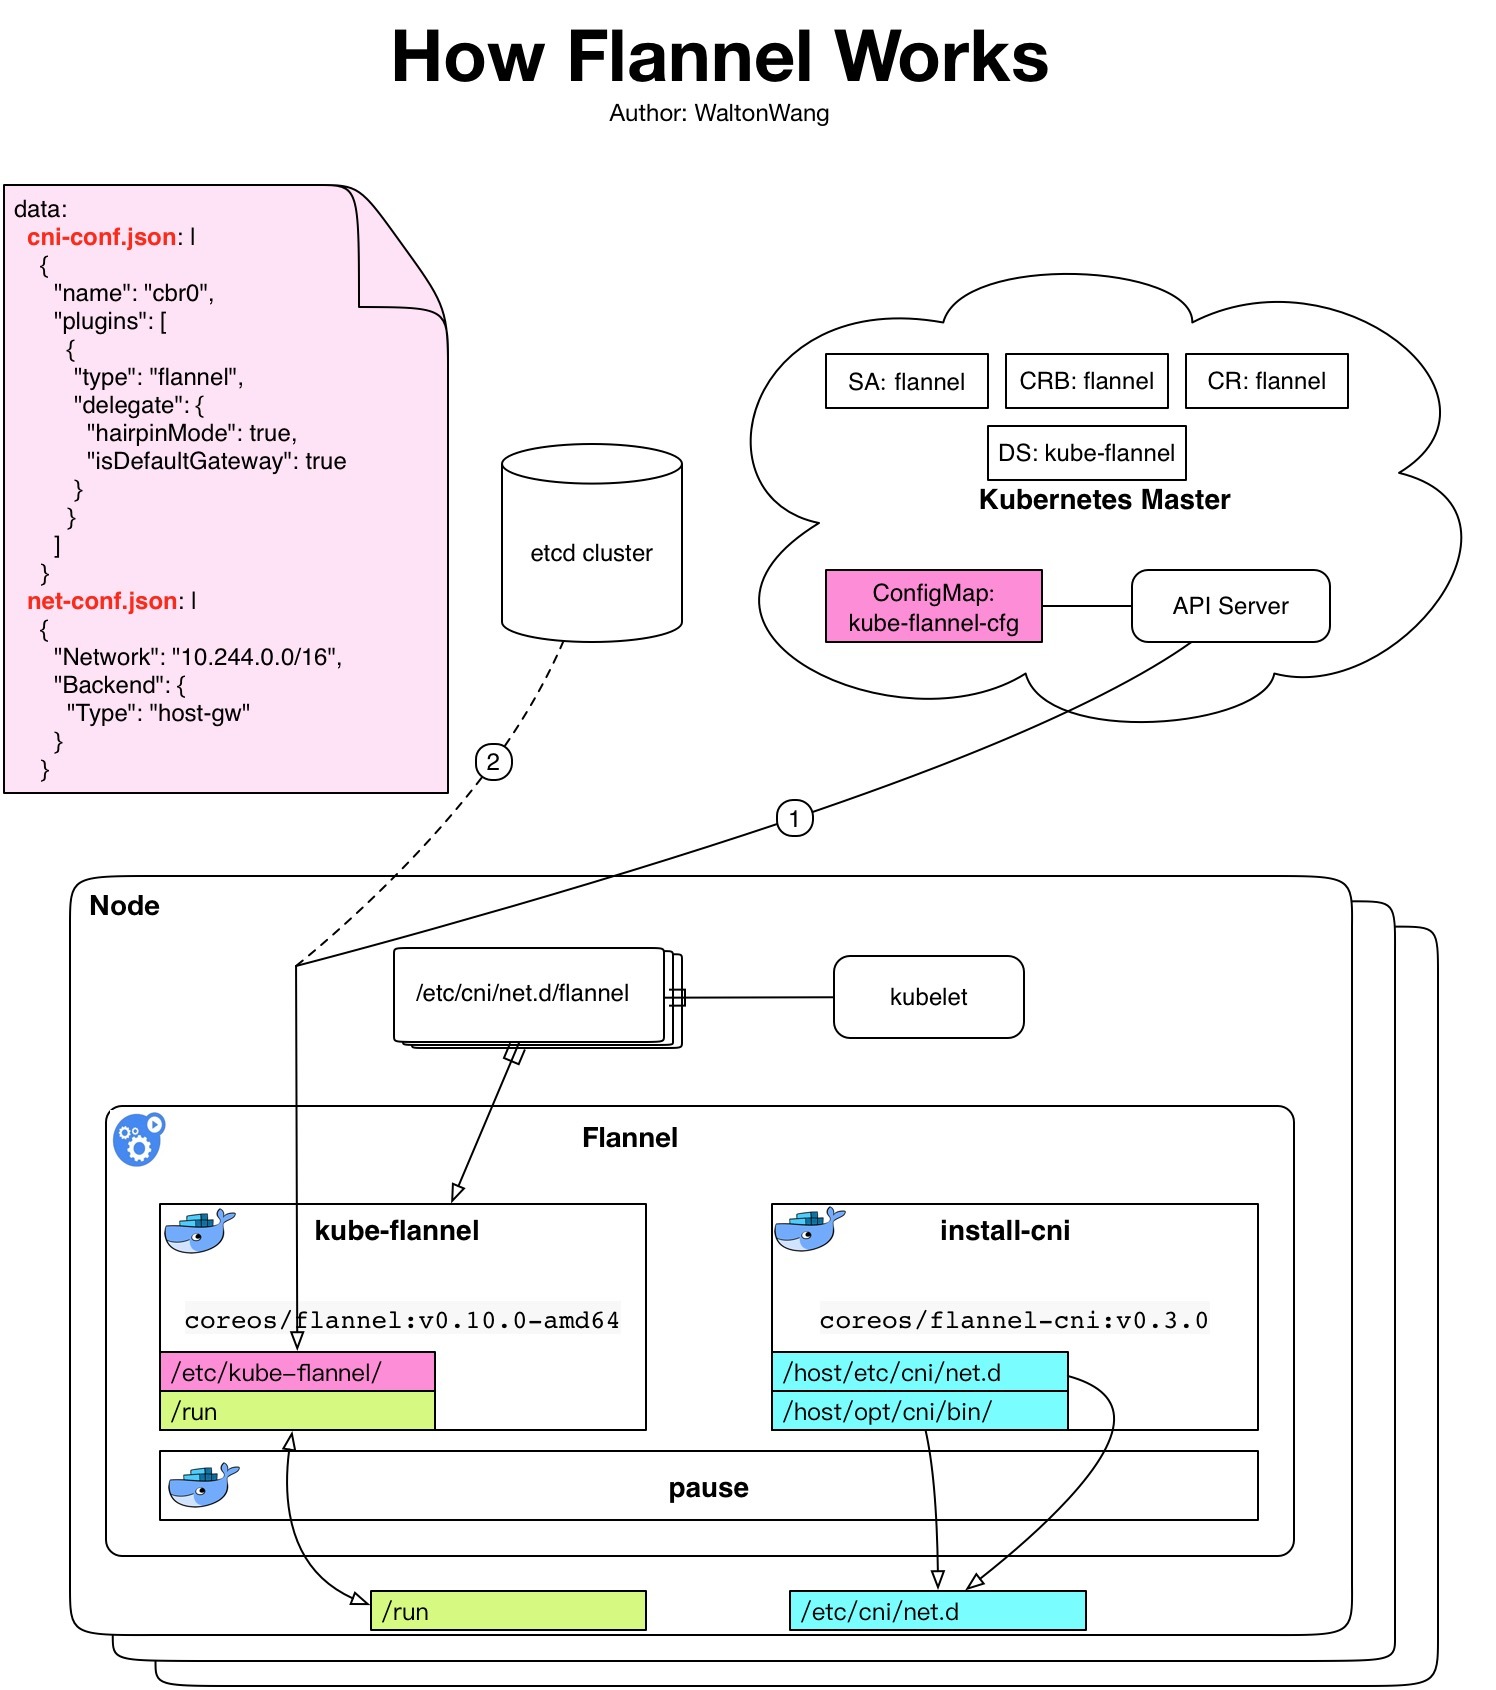 How Flannel Works
Author: WaltonWang
data:
cni-conf.json: |
{
"name": "cbr0",
"plugins": [
{
"type": "flannel",
"delegate": {
"hairpinMode": true,
"isDefaultGateway": true
}
}
]
}
net-conf.json: |
{
"Network": "10.244.0.0/16",
"Backend": {
"Type": "host-gw"
}
}
etcd cluster
SA: flannel
CRB: flannel
CR: flannel
DS: kube-flannel
Kubernetes Master
ConfigMap:
kube-flannel-cfg
API Server
2
1
Node
/etc/cni/net.d/flannel
kubelet
Flannel
kube-flannel
coreos/flannel:v0.10.0-amd64
/etc/kube-flannel/
/run
install-cni
coreos/flannel-cni:v0.3.0
/host/etc/cni/net.d
/host/opt/cni/bin/
pause
/run
/etc/cni/net.d